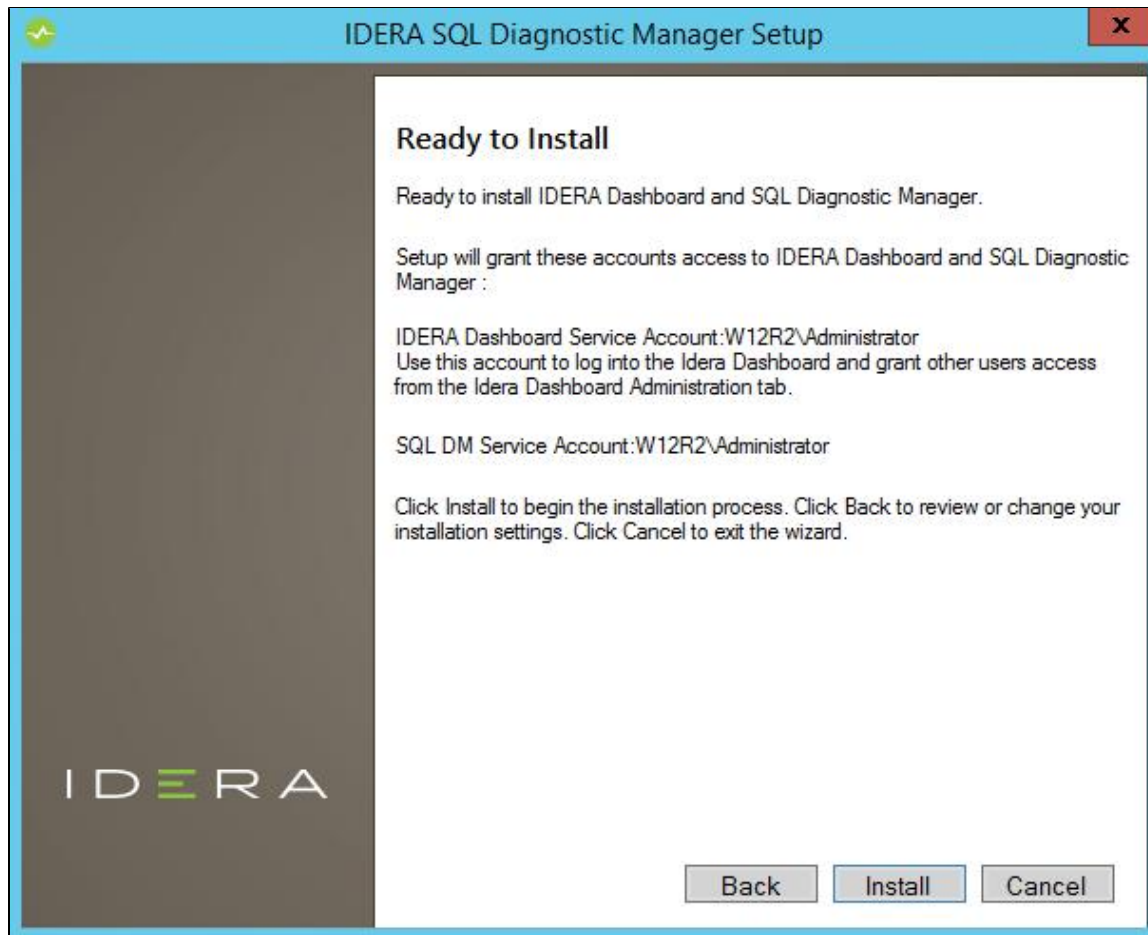 IDERA SQL Diagnostic Manager Setup
x
Ready to Install
Ready to install IDERA Dashboard and SQL Diagnostic Manager.
Setup will grant these accounts access to IDERA Dashboard and SQL Diagnostic
Manager :
IDERA Dashboard Service Account:W12R2\Administrator
Use this account to log into the Idera Dashboard and grant other users access
from the Idera Dashboard Administration tab.
SQL DM Service Account:W12R2\Administrator
Click Install to begin the installation process. Click Back to review or change your
installation settings. Click Cancel to exit the wizard.
IDERA
Back Install Cancel